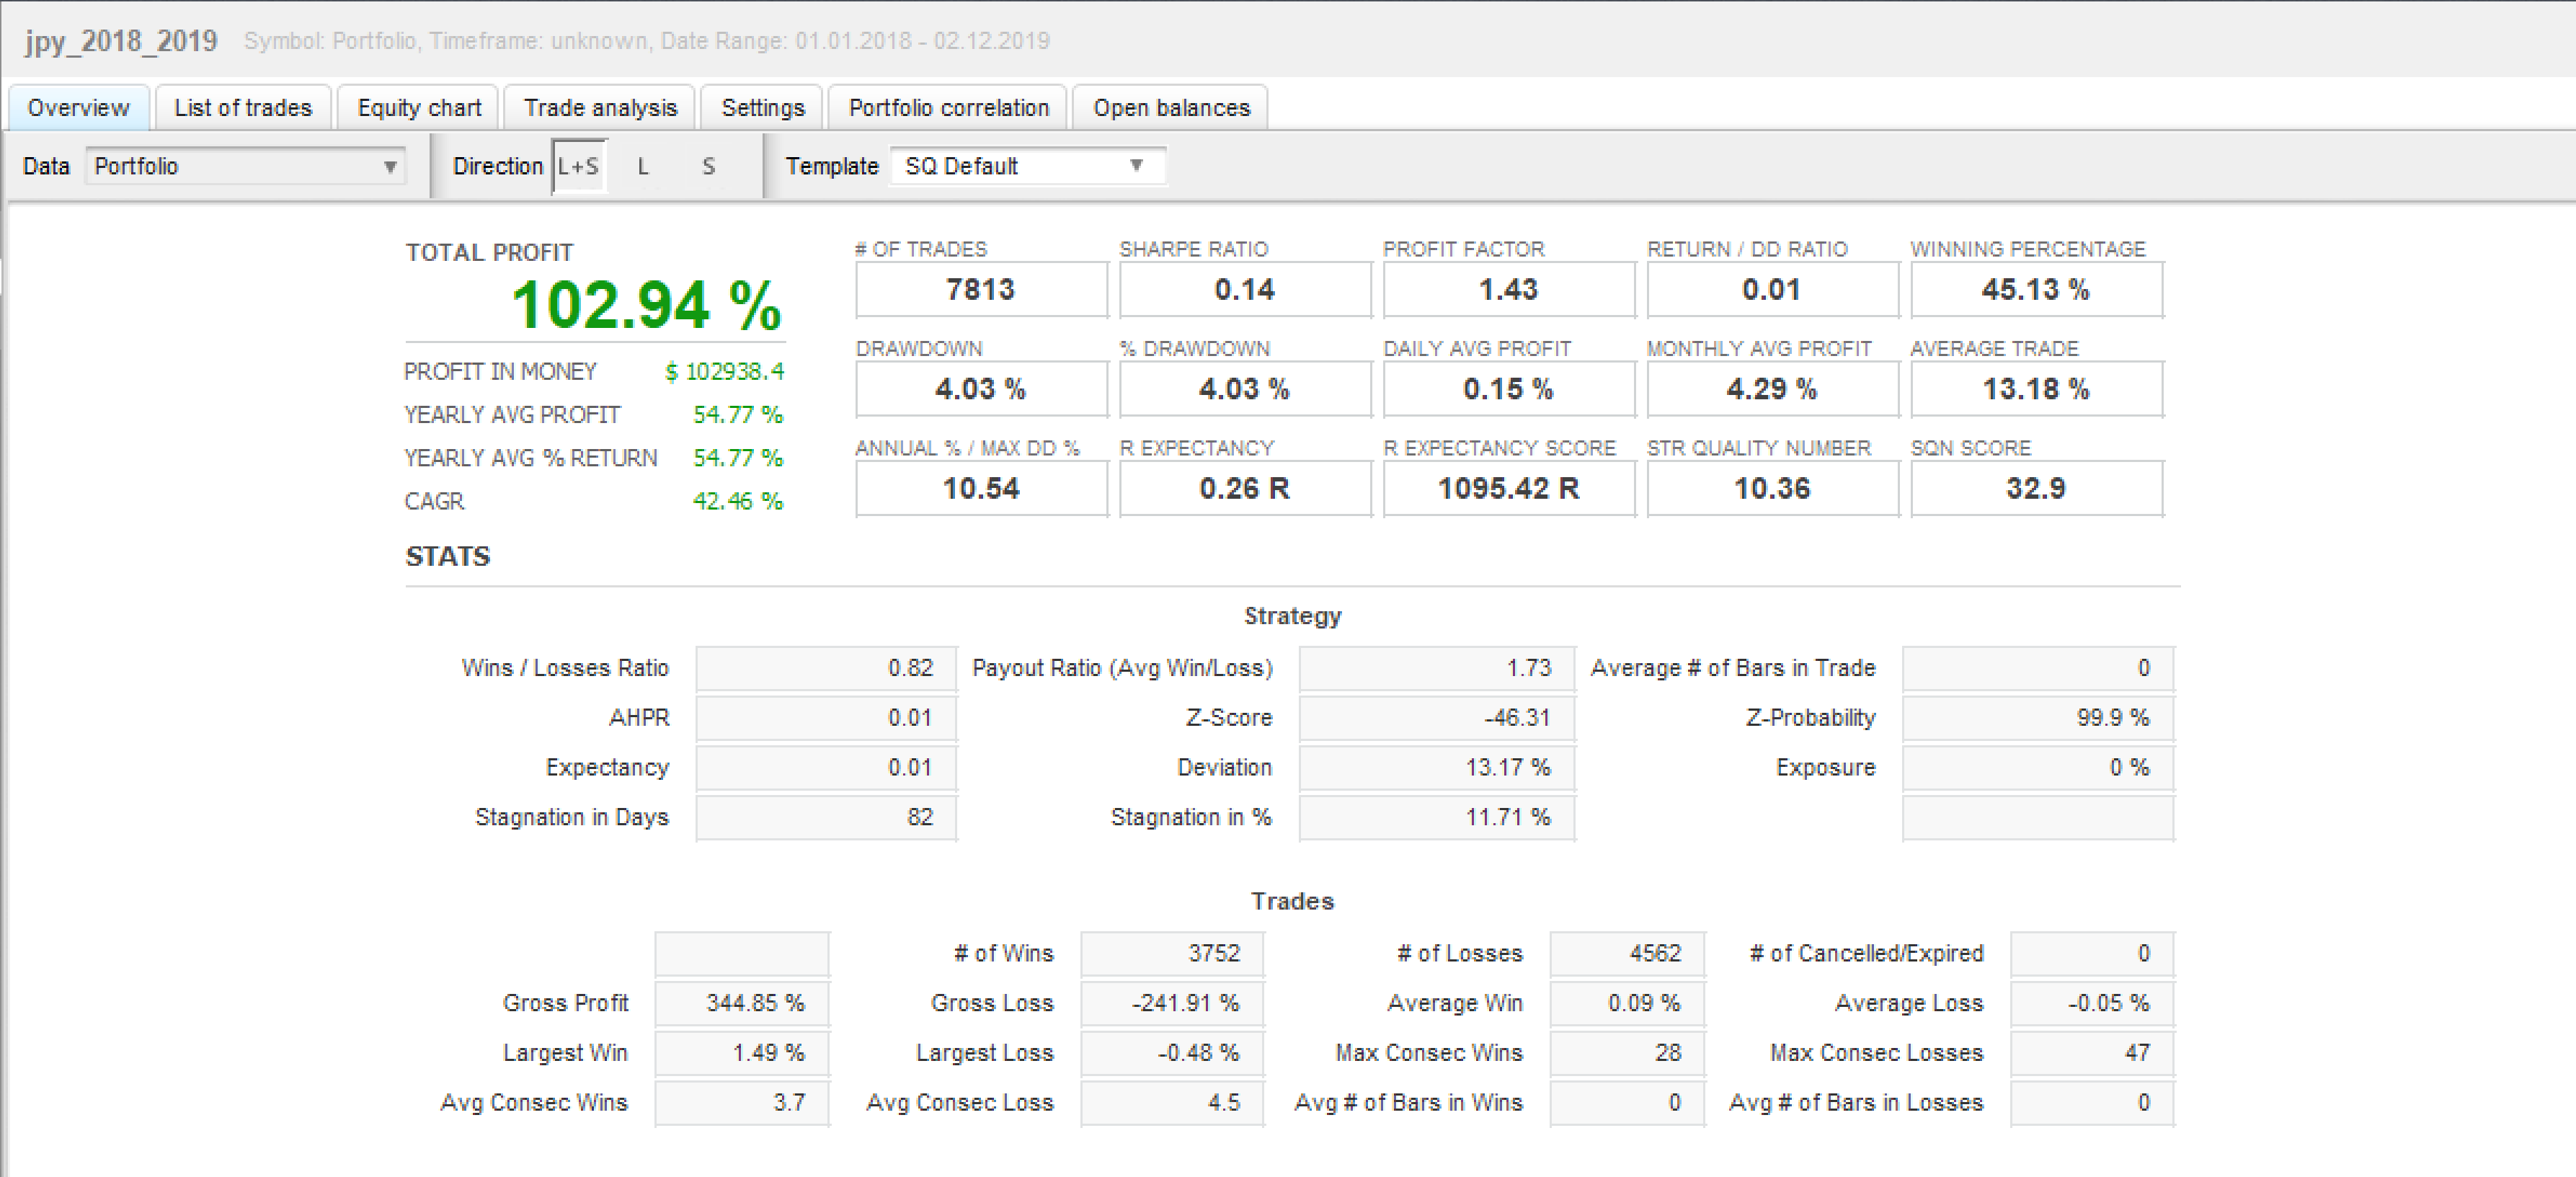 jpy_2018_2019 Symbol: Portfolio, Timeframe: unknown, Date Range: 01.01.2018 - 02.12.2019
Overview List of trades Equity chart Trade analysis Settings Portfolio correlation Open balances
Data Portfolio Direction L+S L S Template SQ Default
TOTAL PROFIT
102.94 %
PROFIT IN MONEY $ 102938.4
YEARLY AVG PROFIT 54.77 %
YEARLY AVG % RETURN 54.77 %
CAGR 42.46 %
# OF TRADES SHARPE RATIO PROFIT FACTOR RETURN / DD RATIO WINNING PERCENTAGE
7813 0.14 1.43 0.01 45.13 %
DRAWDOWN % DRAWDOWN DAILY AVG PROFIT MONTHLY AVG PROFIT AVERAGE TRADE
4.03 % 4.03 % 0.15 % 4.29 % 13.18 %
ANNUAL % / MAX DD % R EXPECTANCY R EXPECTANCY SCORE STR QUALITY NUMBER SQN SCORE
10.54 0.26 R 1095.42 R 10.36 32.9
STATS
Strategy
Wins / Losses Ratio 0.82 Payout Ratio (Avg Win/Loss) 1.73 Average # of Bars in Trade 0
AHPR 0.01 Z-Score -46.31 Z-Probability 99.9 %
Expectancy 0.01 Deviation 13.17 % Exposure 0 %
Stagnation in Days 82 Stagnation in % 11.71 %
Trades
# of Wins 3752 # of Losses 4562 # of Cancelled/Expired 0
Gross Profit 344.85 % Gross Loss -241.91 % Average Win 0.09 % Average Loss -0.05 %
Largest Win 1.49 % Largest Loss -0.48 % Max Consec Wins 28 Max Consec Losses 47
Avg Consec Wins 3.7 Avg Consec Loss 4.5 Avg # of Bars in Wins 0 Avg # of Bars in Losses 0